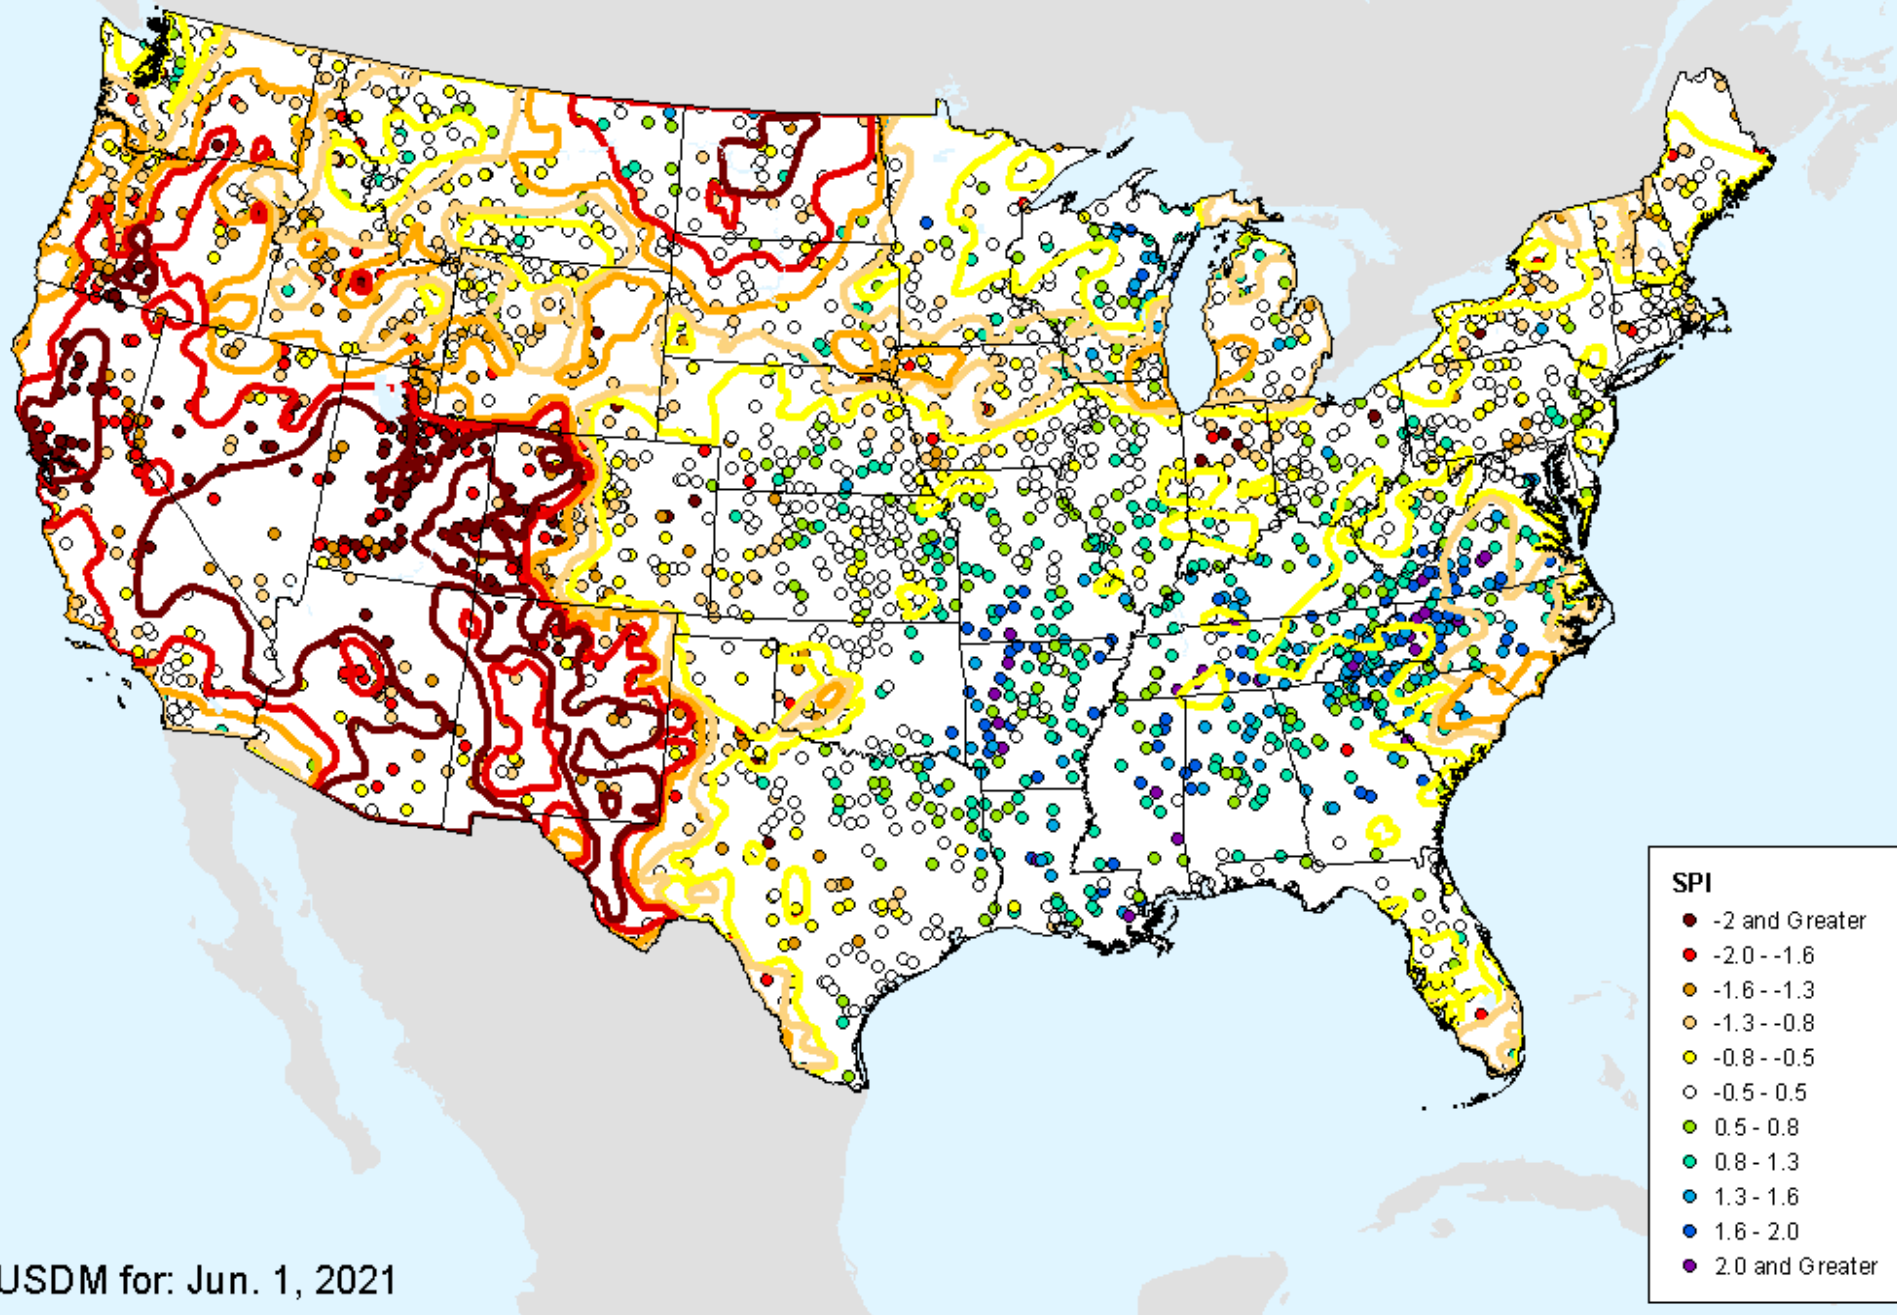 SPI
-2 and Greater
-2.0 - -1.6
-1.6 - -1.3
-1.3 - -0.8
-0.8 - -0.5
-0.5 - 0.5
0.5 - 0.8
0.8 - 1.3
1.3 - 1.6
1.6 - 2.0
2.0 and Greater
USDM for: Jun. 1, 2021